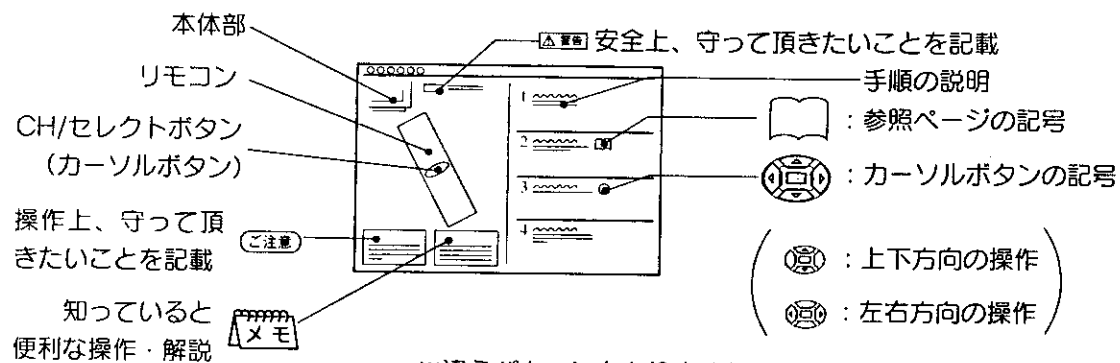 本体部
リモコン
CH/セレクトボタン
(カーソルボタン)
操作上、守って頂
きたいことを記載
ご注意
知っていると
便利な操作・解説
メモ
⚠警告 安全上、守って頂きたいことを記載
手順の説明
：参照ページの記号
：カーソルボタンの記号
：上下方向の操作
：左右方向の操作
1
2
3
4